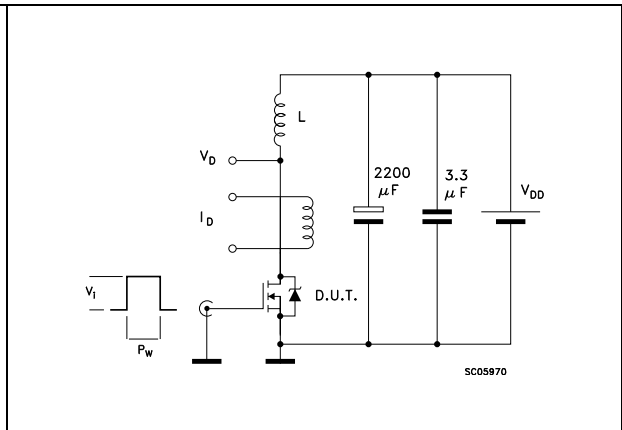 L
V_D
2200 μF
3.3 μF
V_DD
I_D
V_i
D.U.T.
P_W
SC05970